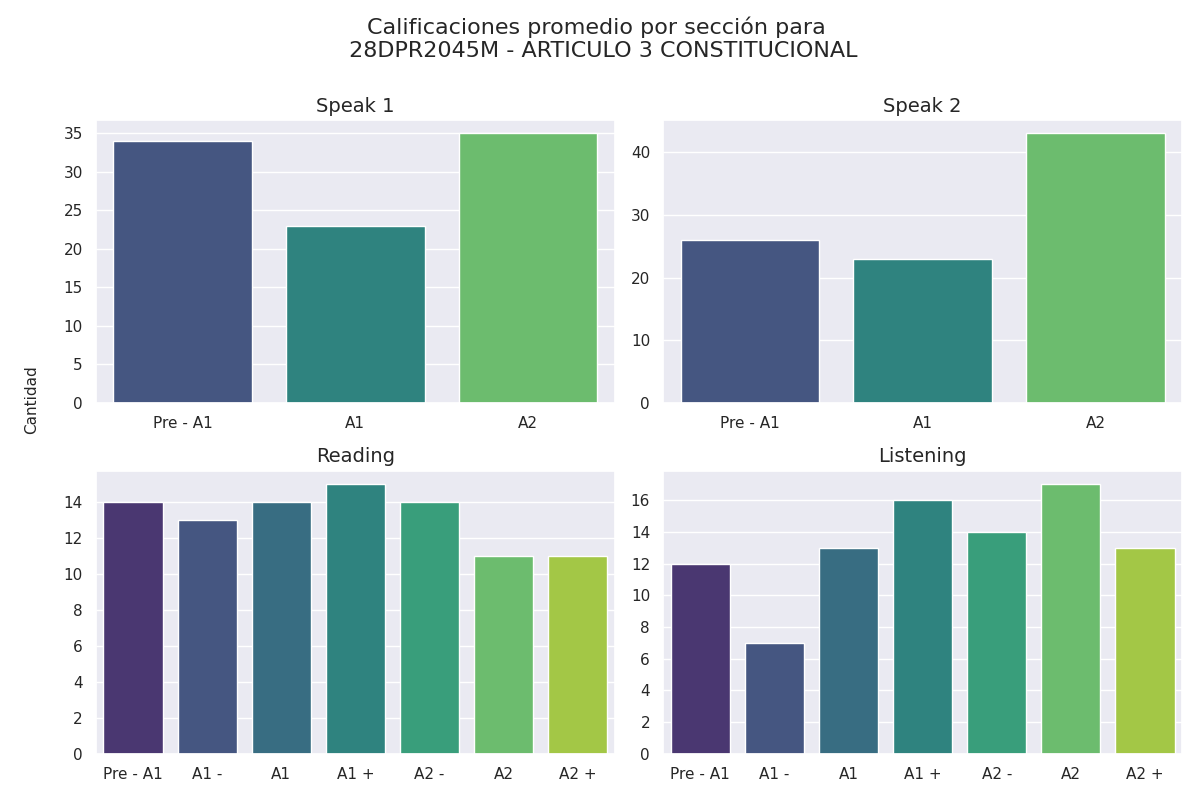 Calificaciones promedio por sección para
28DPR2045M - ARTICULO 3 CONSTITUCIONAL
Speak 1
35
30
25
20
15
10
5
0
Pre - A1 A1 A2
Speak 2
40
30
20
10
0
Pre - A1 A1 A2
Cantidad
Reading
14
12
10
8
6
4
2
0
Pre - A1 A1 - A1 A1 + A2 - A2 A2 +
Listening
16
14
12
10
8
6
4
2
0
Pre - A1 A1 - A1 A1 + A2 - A2 A2 +